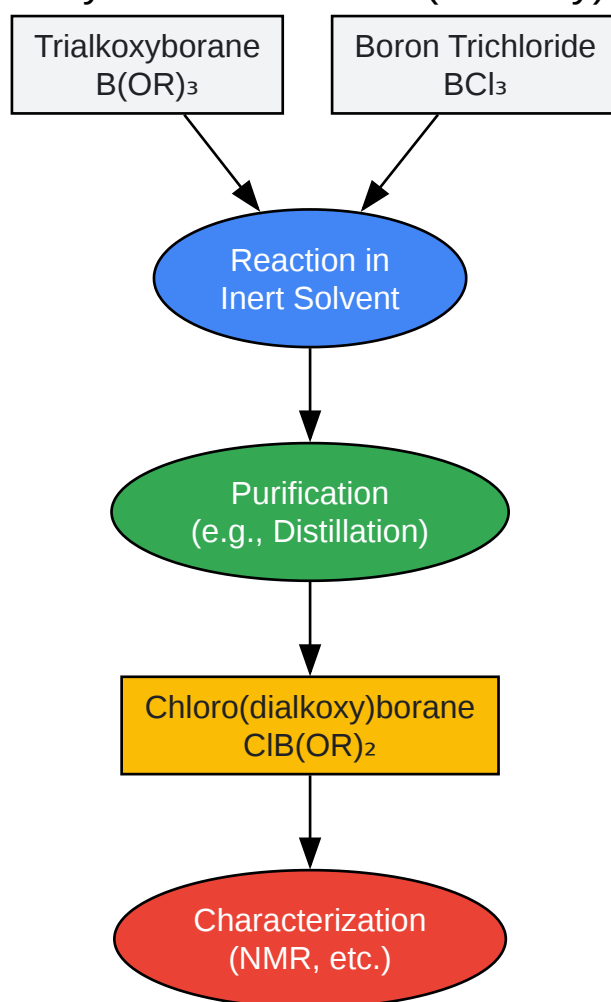 Trialkoxyborane
B(OR)₃
Boron Trichloride
BCl₃
Reaction in
Inert Solvent
Purification
(e.g., Distillation)
Chloro(dialkoxy)borane
ClB(OR)₂
Characterization
(NMR, etc.)